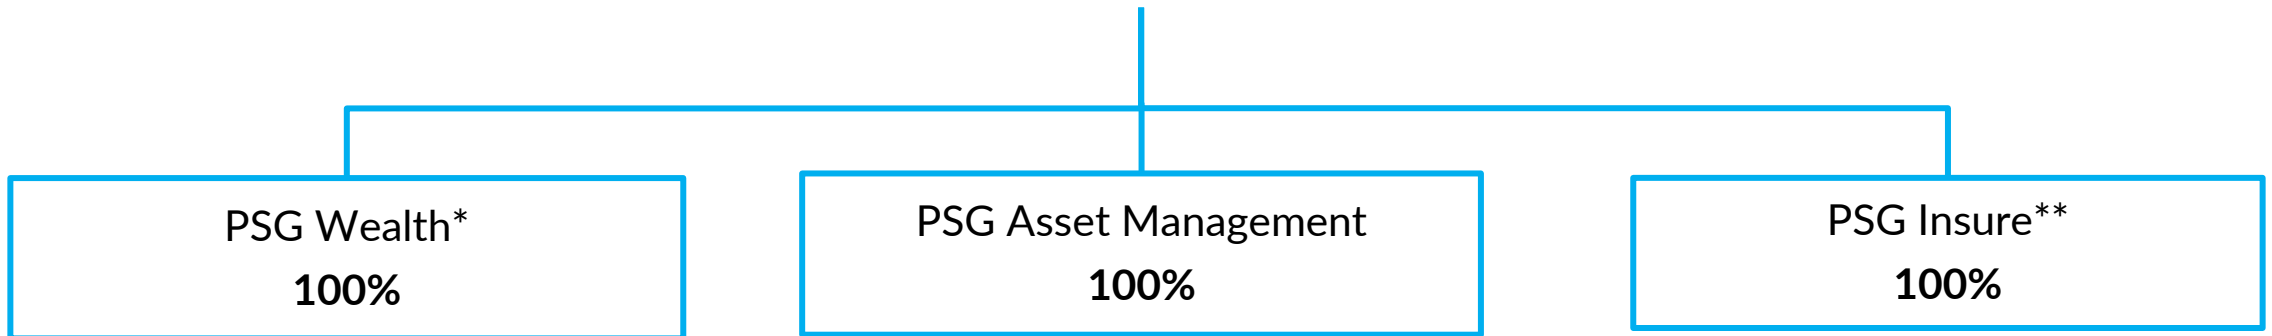 PSG Wealth*
100%
PSG Asset Management
100%
PSG Insure**
100%